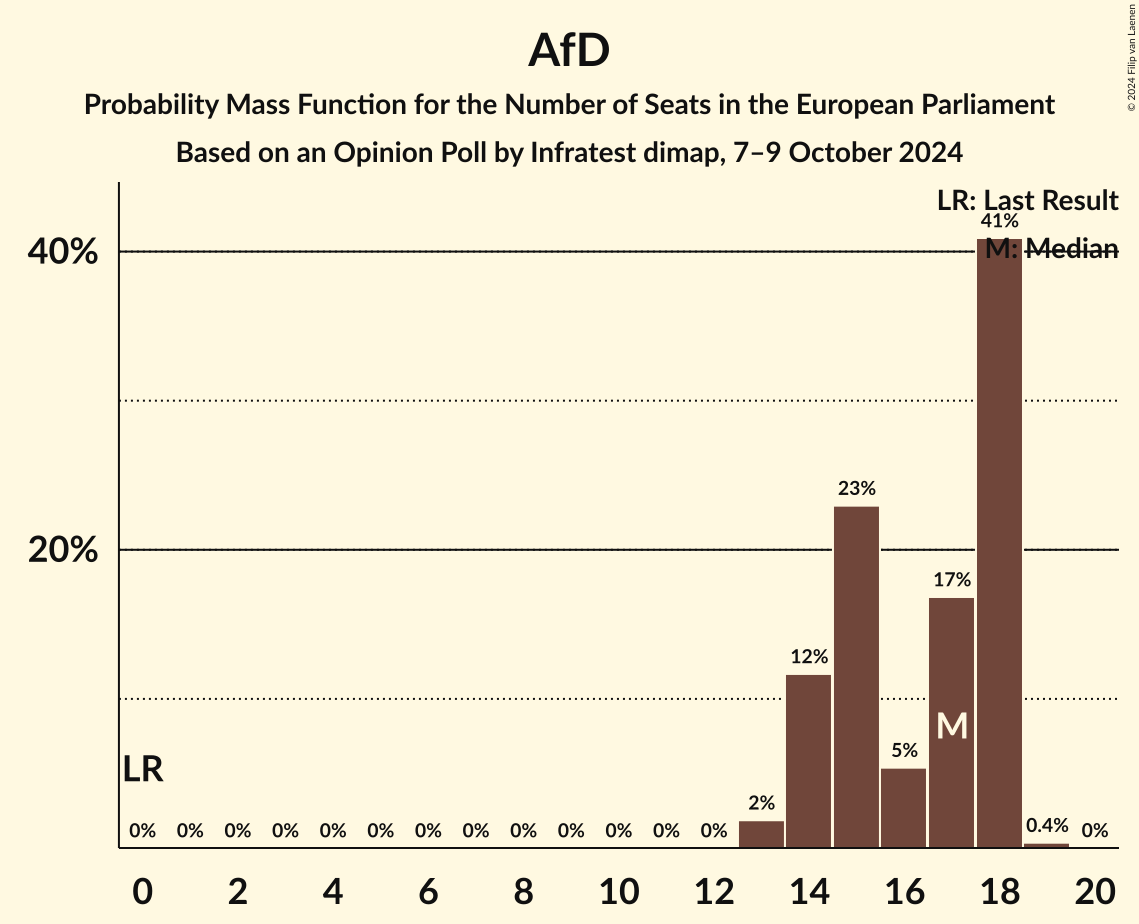 AfD
Probability Mass Function for the Number of Seats in the European Parliament
Based on an Opinion Poll by Infratest dimap, 7–9 October 2024
© 2024 Filip van Laenen
LR: Last Result
M: Median
40%
20%
41%
23%
17%
12%
5%
2%
0.4%
M
LR
0% 0% 0% 0% 0% 0% 0% 0% 0% 0% 0% 0% 0% 0%
0 2 4 6 8 10 12 14 16 18 20